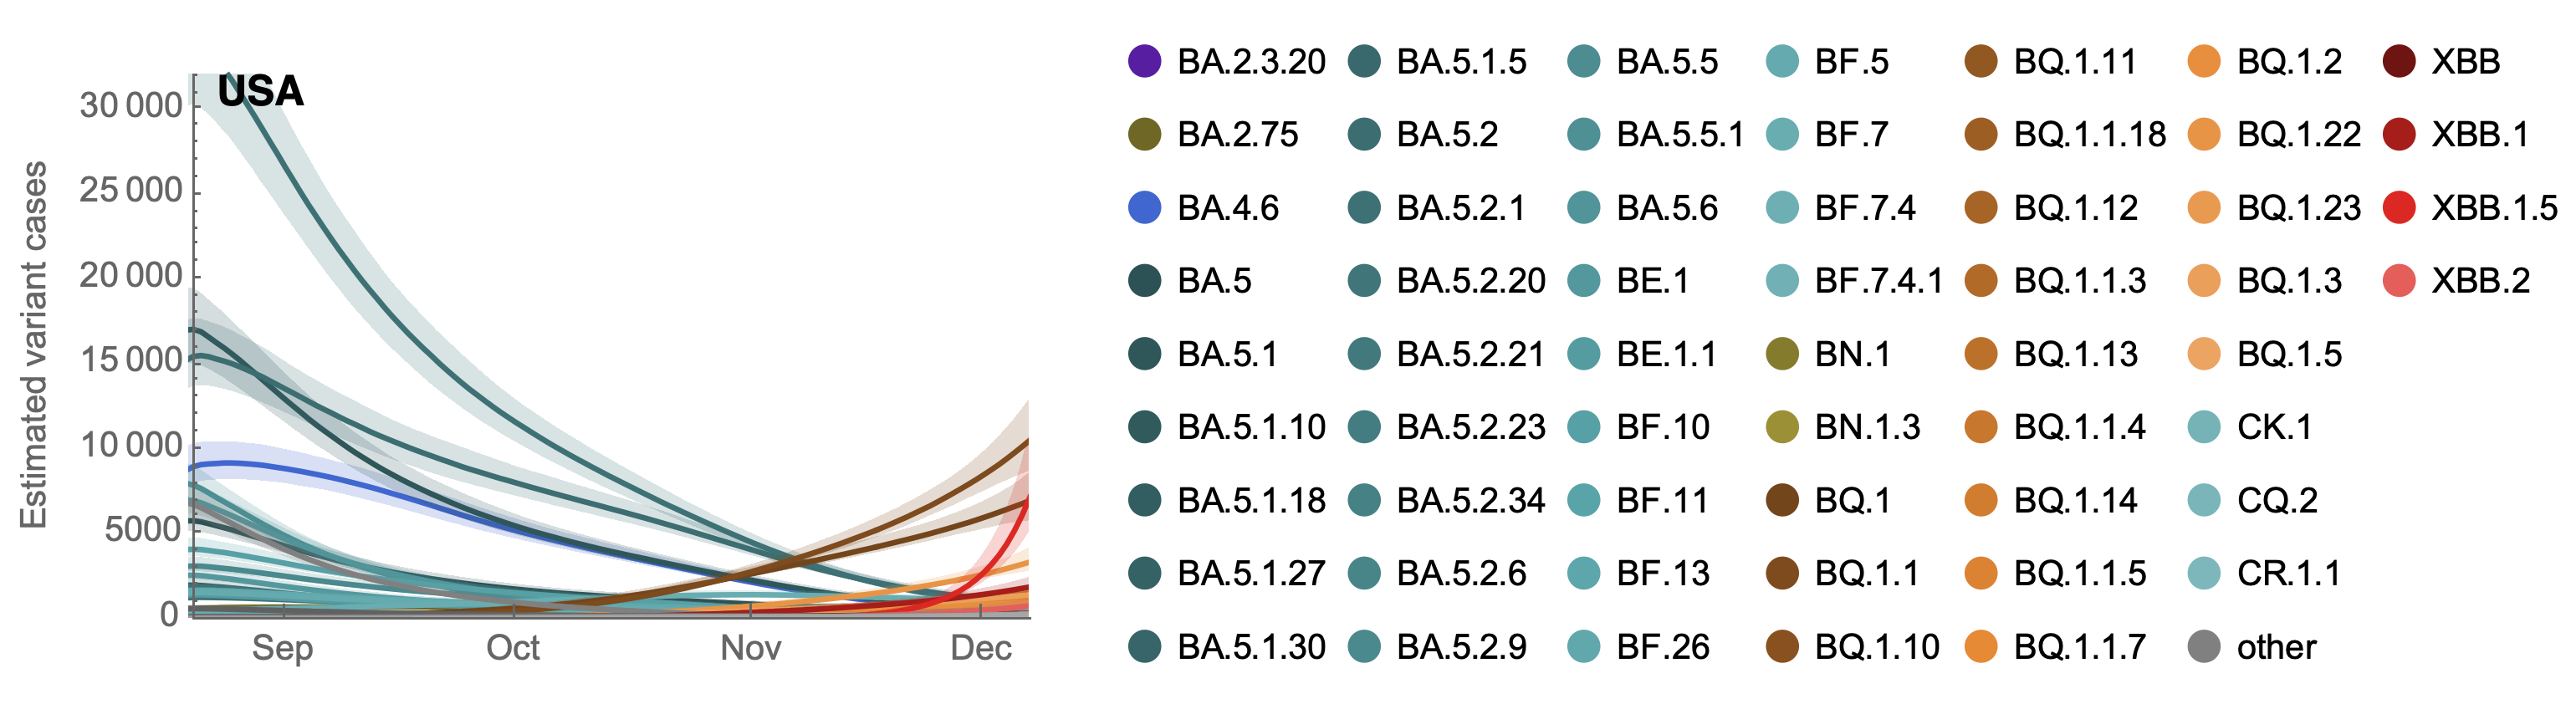 USA
Estimated variant cases
30 000
25 000
20 000
15 000
10 000
5000
0
Sep Oct Nov Dec
BA.2.3.20 BA.5.1.5 BA.5.5 BF.5 BQ.1.11 BQ.1.2 XBB
BA.2.75 BA.5.2 BA.5.5.1 BF.7 BQ.1.1.18 BQ.1.22 XBB.1
BA.4.6 BA.5.2.1 BA.5.6 BF.7.4 BQ.1.12 BQ.1.23 XBB.1.5
BA.5 BA.5.2.20 BE.1 BF.7.4.1 BQ.1.1.3 BQ.1.3 XBB.2
BA.5.1 BA.5.2.21 BE.1.1 BN.1 BQ.1.13 BQ.1.5
BA.5.1.10 BA.5.2.23 BF.10 BN.1.3 BQ.1.1.4 CK.1
BA.5.1.18 BA.5.2.34 BF.11 BQ.1 BQ.1.14 CQ.2
BA.5.1.27 BA.5.2.6 BF.13 BQ.1.1 BQ.1.1.5 CR.1.1
BA.5.1.30 BA.5.2.9 BF.26 BQ.1.10 BQ.1.1.7 other